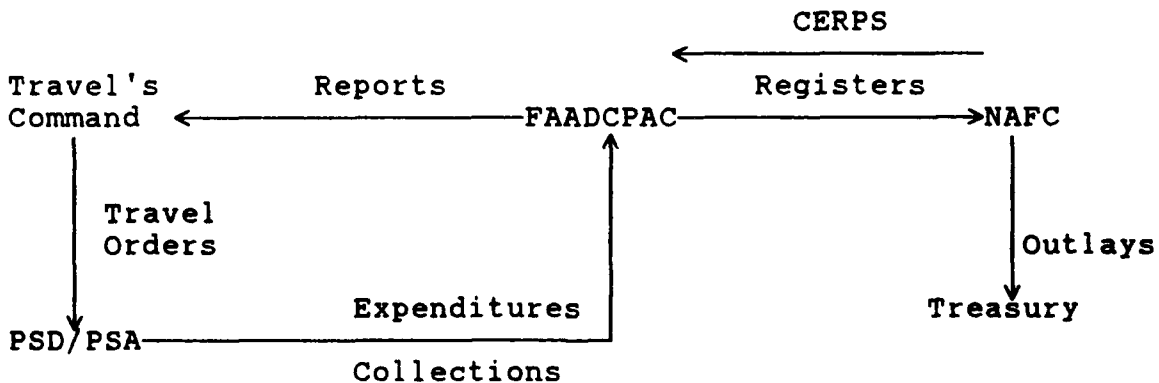 CERPS
Travel's Reports Registers
Command FAADCPAC NAFC
Travel
Orders Outlays
Expenditures Treasury
PSD/PSA
Collections